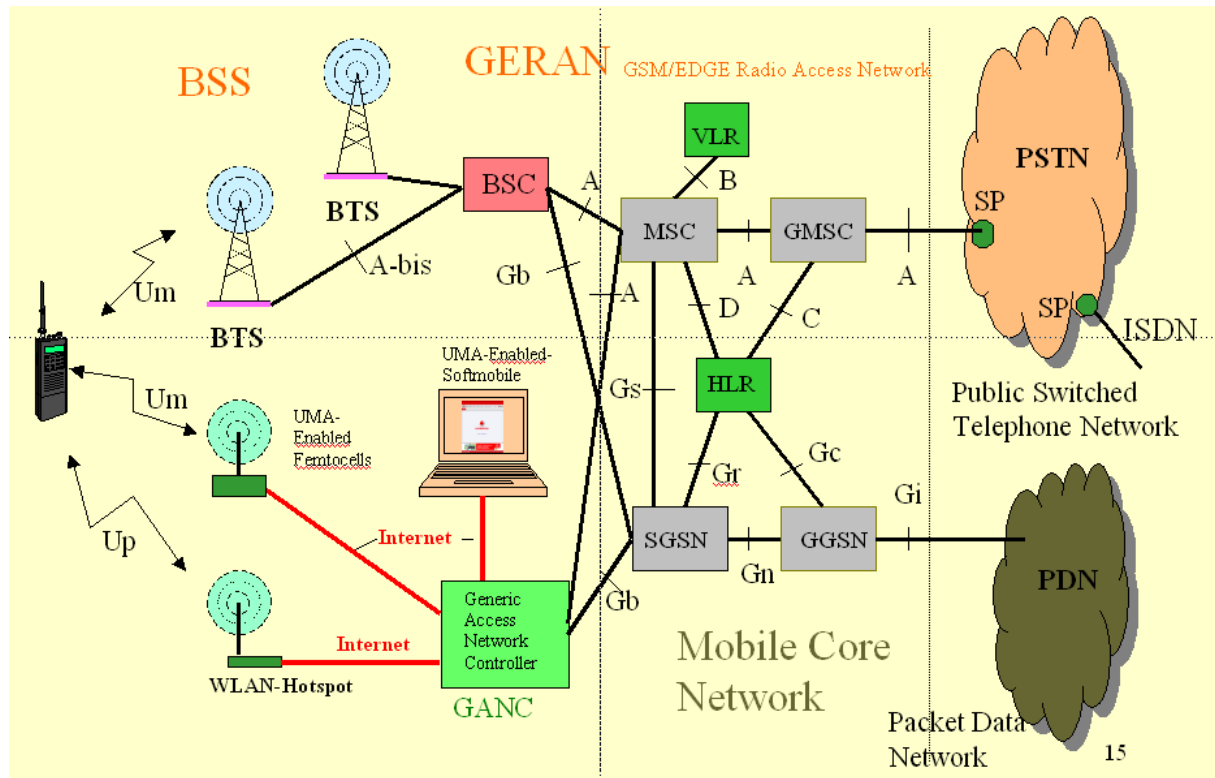 GERAN
GSM/EDGE Radio Access Network
BSS
VLR
B
PSTN
BSC
A
BTS
MSC
GMSC
SP
A
A
A-bis
Gb
A
D
C
Um
BTS
SP
ISDN
UMA-Enabled-
Softmobile
HLR
Gs
Public Switched
Telephone Network
Um
UMA-
Enabled
Femtocells
Gr
Gc
Gi
Up
Internet
SGSN
GGSN
Gn
PDN
Gb
Generic
Access
Network
Controller
Internet
WLAN-Hotspot
GANC
Mobile Core
Network
Packet Data
Network
15